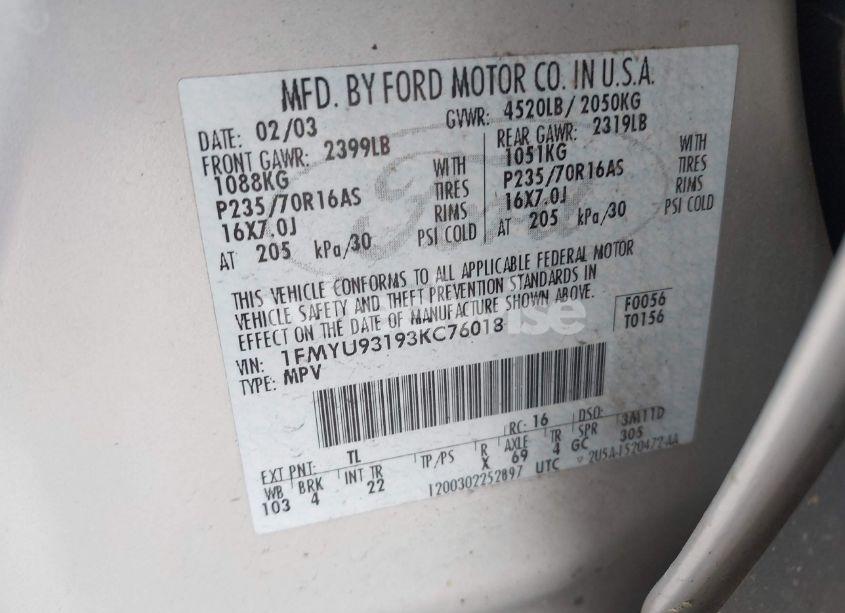 MFD. BY FORD MOTOR CO. IN U.S.A.
DATE: 02/03 GVWR: 4520LB/ 2050KG
FRONT GAWR: 2399LB REAR GAWR: 2319LB
1088KG WITH 1051KG WITH
P235/70R16AS TIRES P235/70R16AS TIRES
16X7.0J RIMS 16X7.0J RIMS
AT 205 kPa/30 PSI COLD AT 205 kPa/30 PSI COLD
THIS VEHICLE CONFORMS TO ALL APPLICABLE FEDERAL MOTOR
VEHICLE SAFETY AND THEFT PREVENTION STANDARDS IN
EFFECT ON THE DATE OF MANUFACTURE SHOWN ABOVE.
F0056
T0156
VIN: 1FMYU93193KC76018
TYPE: MPV
RC: 16 DSO: 3M11D
EXT PNT: TL
WB BRK INT TR TP/PS R AXLE TR SPR
103 4 22 X 69 4 GC 305
1200302252897 UTC 2U5A-1520472-AA
Ford